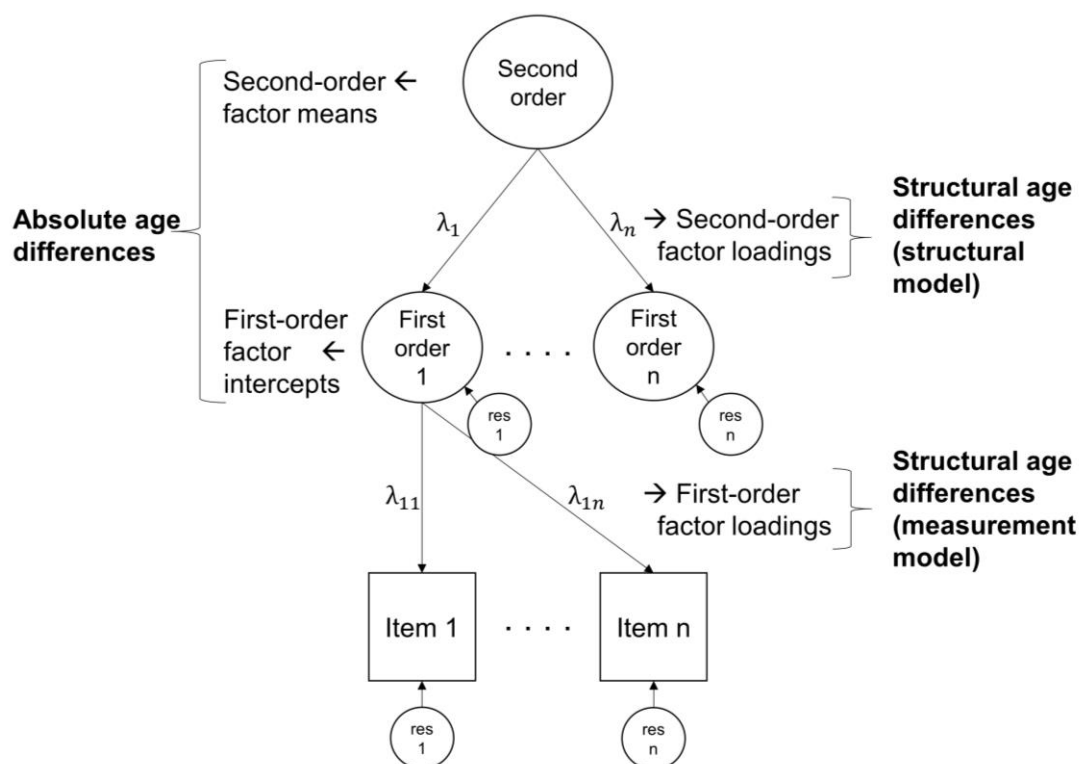 Second
order
Second-order ←
factor means
Absolute age
differences
λ₁
λₙ
→ Second-order
factor loadings
Structural age
differences
(structural
model)
First-order
factor ←
intercepts
First
order
1
. . . .
First
order
n
res
1
res
n
λ₁₁
λ₁ₙ
→ First-order
factor loadings
Structural age
differences
(measurement
model)
Item 1
. . . .
Item n
res
1
res
n